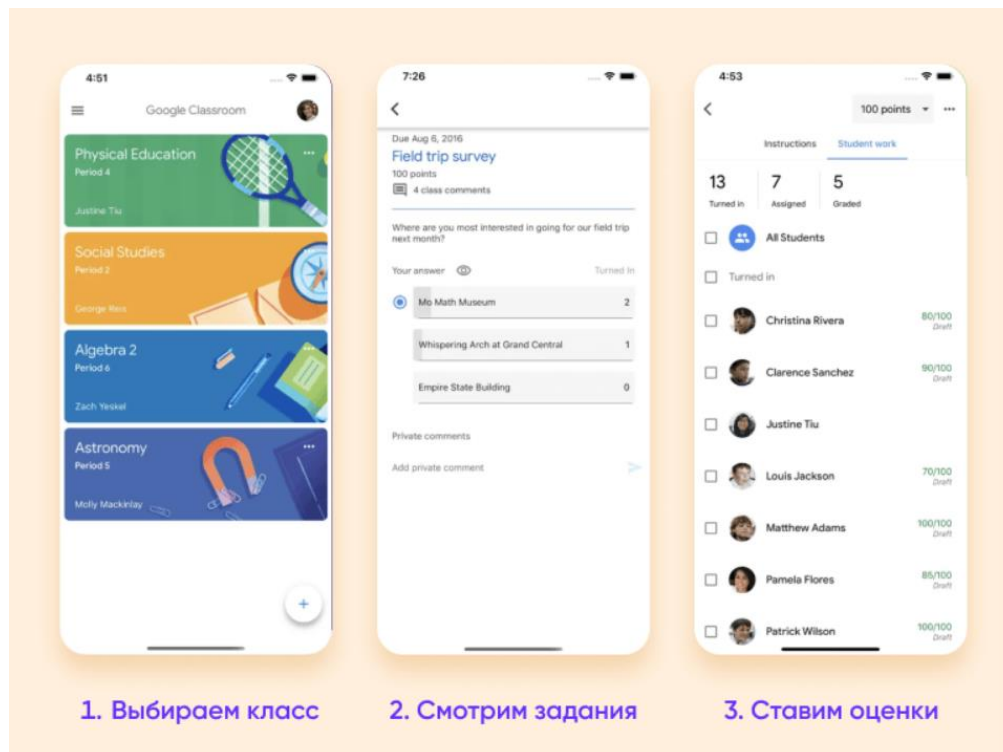 4:51
Google Classroom
Physical Education
Period 4
Justine Tiu
Social Studies
Period 2
George Reis
Algebra 2
Period 6
Zach Yeskel
Astronomy
Period 5
Molly Mackinlay
+
1. Выбираем класс
7:26
Due Aug 6, 2016
Field trip survey
100 points
4 class comments
Where are you most interested in going for our field trip
next month?
Your answer Turned in
Mo Math Museum 2
Whispering Arch at Grand Central 1
Empire State Building 0
Private comments
Add private comment
2. Смотрим задания
4:53
100 points
Instructions Student work
13 7 5
Turned in Assigned Graded
All Students
Turned in
Christina Rivera 80/100
Draft
Clarence Sanchez 90/100
Draft
Justine Tiu
Louis Jackson 70/100
Draft
Matthew Adams 100/100
Draft
Pamela Flores 85/100
Draft
Patrick Wilson 100/100
Draft
3. Ставим оценки